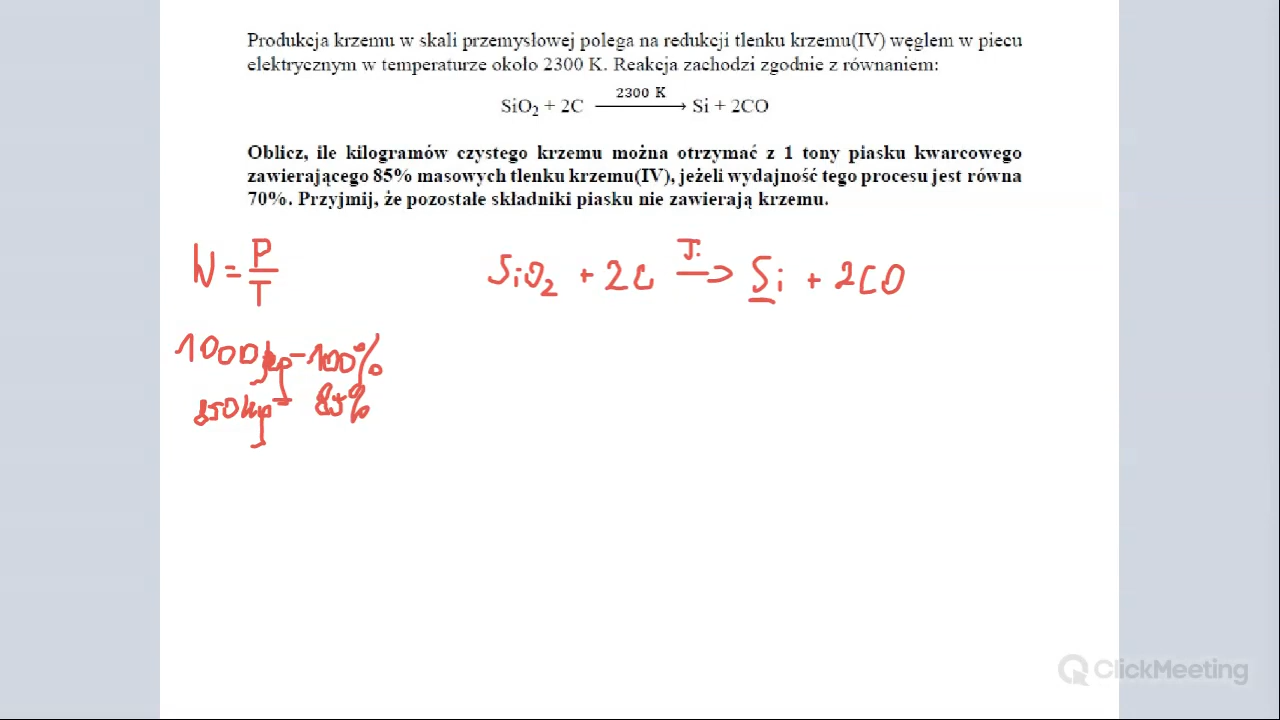 Produkcja krzemu w skali przemysłowej polega na redukcji tlenku krzemu(IV) węglem w piecu
elektrycznym w temperaturze około 2300 K. Reakcja zachodzi zgodnie z równaniem:
2300 K
SiO₂ + 2C ⟶ Si + 2CO
Oblicz, ile kilogramów czystego krzemu można otrzymać z 1 tony piasku kwarcowego
zawierającego 85% masowych tlenku krzemu(IV), jeżeli wydajność tego procesu jest równa
70%. Przyjmij, że pozostałe składniki piasku nie zawierają krzemu.
W = P/T
T.
SiO₂ + 2C → Si + 2CO
1000kg - 100%
850kg - 85%
ClickMeeting